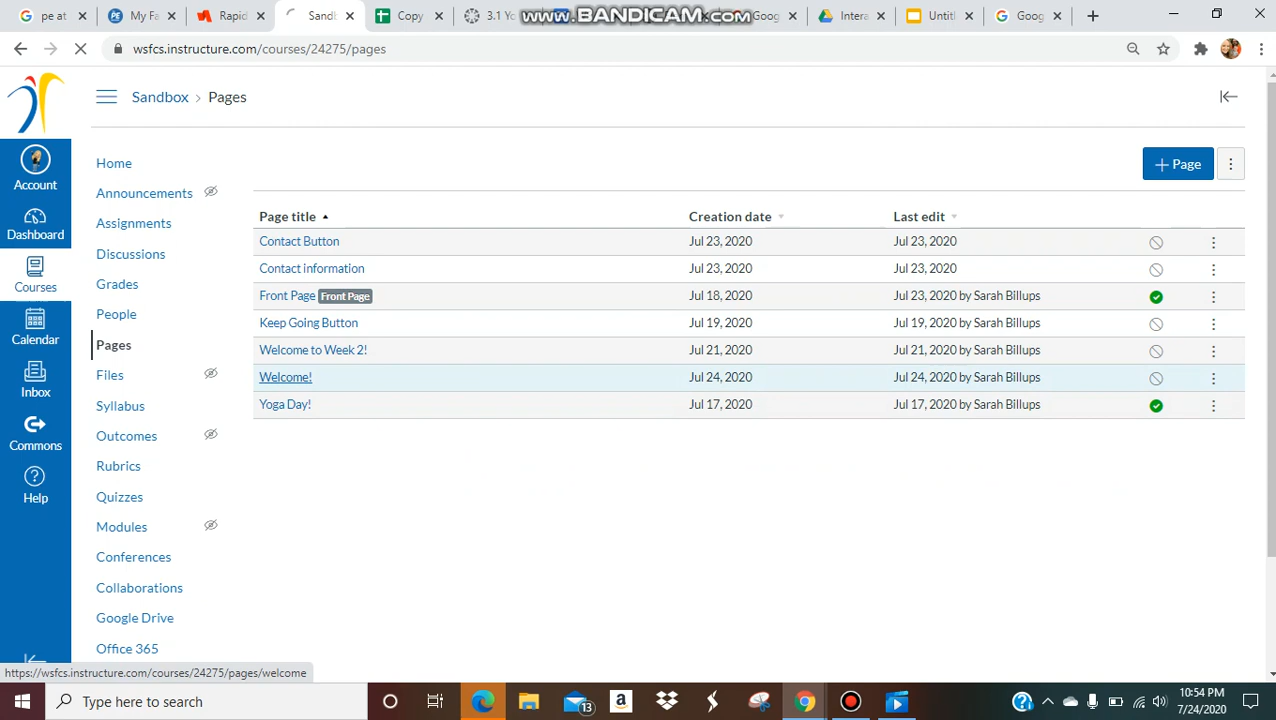 pe at
My Fa
Rapid
Sandb
Copy
3.1 Yo
www.BANDICAM.com
Goog
Intera
Untitl
Goog
wsfcs.instructure.com/courses/24275/pages
Sandbox > Pages
Account
Dashboard
Courses
Calendar
Inbox
Commons
Help
Home
Announcements
Assignments
Discussions
Grades
People
Pages
Files
Syllabus
Outcomes
Rubrics
Quizzes
Modules
Conferences
Collaborations
Google Drive
Office 365
+ Page
Page title Creation date Last edit
Contact Button Jul 23, 2020 Jul 23, 2020
Contact information Jul 23, 2020 Jul 23, 2020
Front Page Front Page Jul 18, 2020 Jul 23, 2020 by Sarah Billups
Keep Going Button Jul 19, 2020 Jul 19, 2020 by Sarah Billups
Welcome to Week 2! Jul 21, 2020 Jul 21, 2020 by Sarah Billups
Welcome! Jul 24, 2020 Jul 24, 2020 by Sarah Billups
Yoga Day! Jul 17, 2020 Jul 17, 2020 by Sarah Billups
https://wsfcs.instructure.com/courses/24275/pages/welcome
Type here to search
13
10:54 PM
7/24/2020